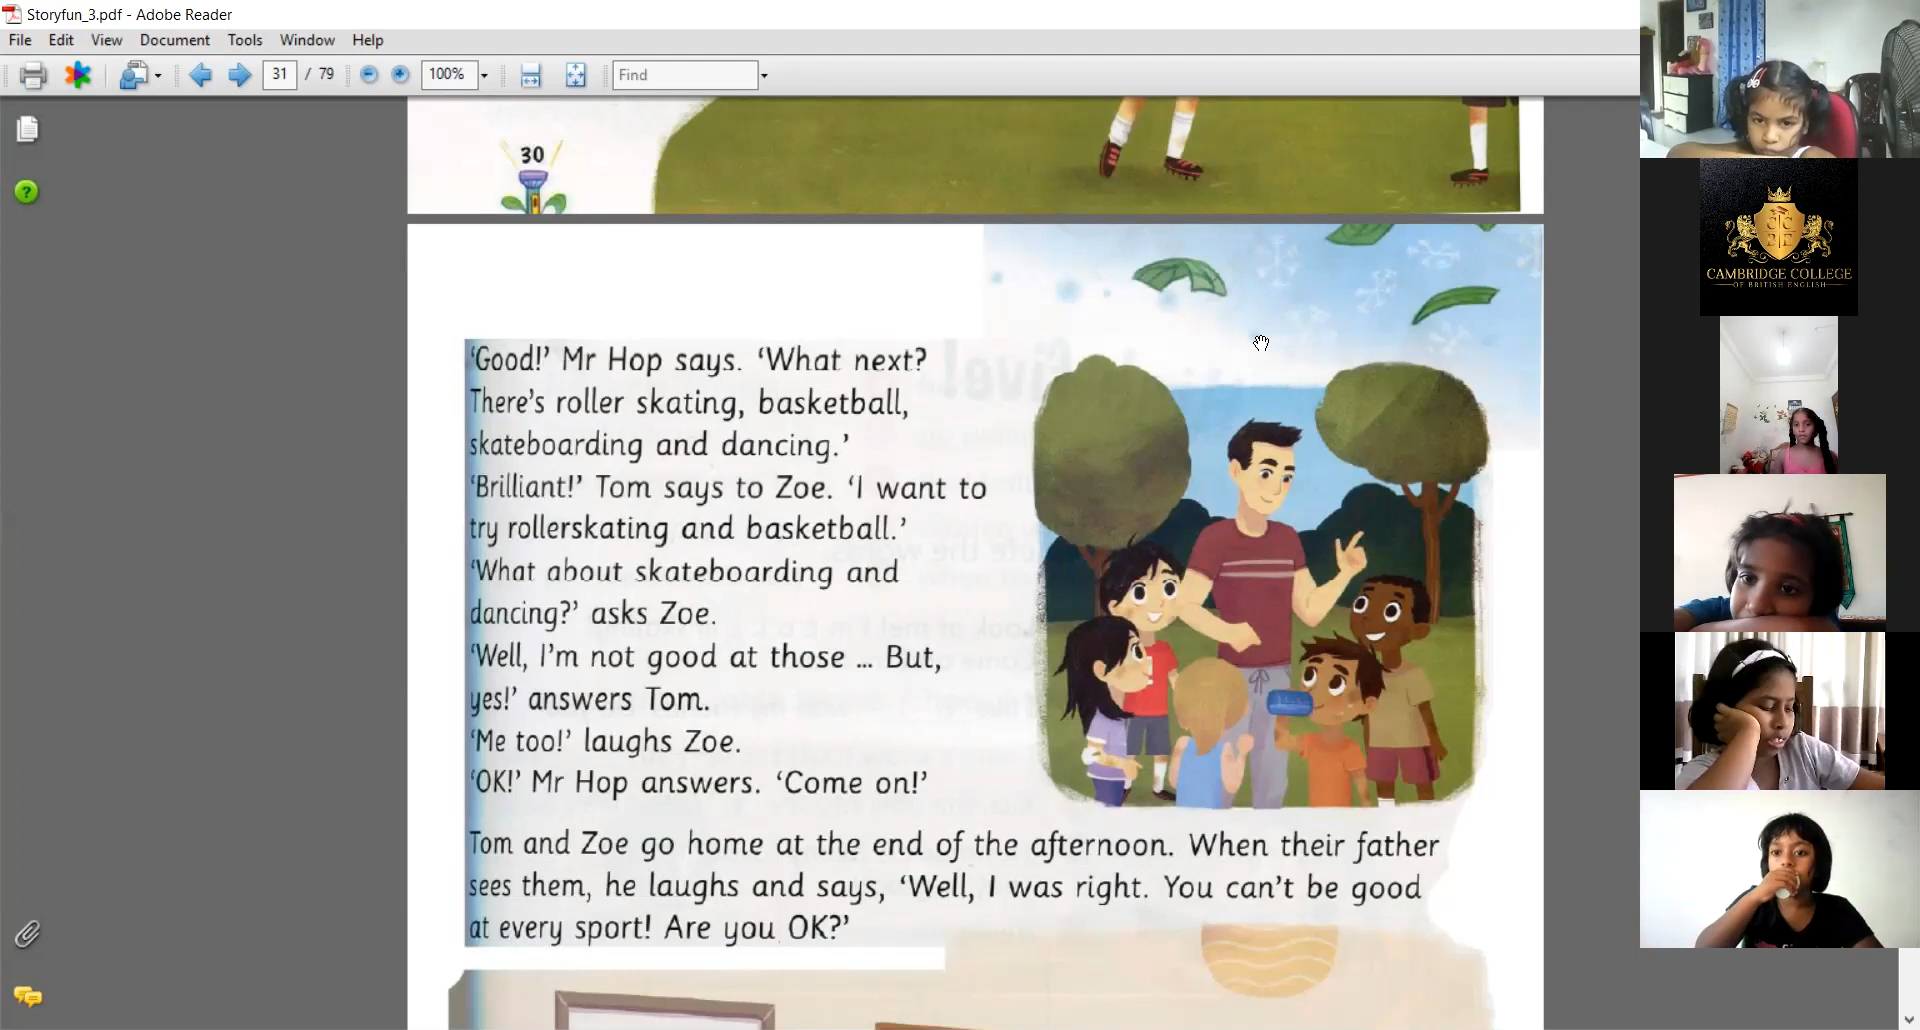 Storyfun_3.pdf - Adobe Reader
File Edit View Document Tools Window Help
31 / 79 100% Find
30
‘Good!’ Mr Hop says. ‘What next?
There’s roller skating, basketball,
skateboarding and dancing.’
‘Brilliant!’ Tom says to Zoe. ‘I want to
try rollerskating and basketball.’
‘What about skateboarding and
dancing?’ asks Zoe.
‘Well, I’m not good at those ... But,
yes!’ answers Tom.
‘Me too!’ laughs Zoe.
‘OK!’ Mr Hop answers. ‘Come on!’
Tom and Zoe go home at the end of the afternoon. When their father
sees them, he laughs and says, ‘Well, I was right. You can’t be good
at every sport! Are you OK?’
CAMBRIDGE COLLEGE
OF BRITISH ENGLISH